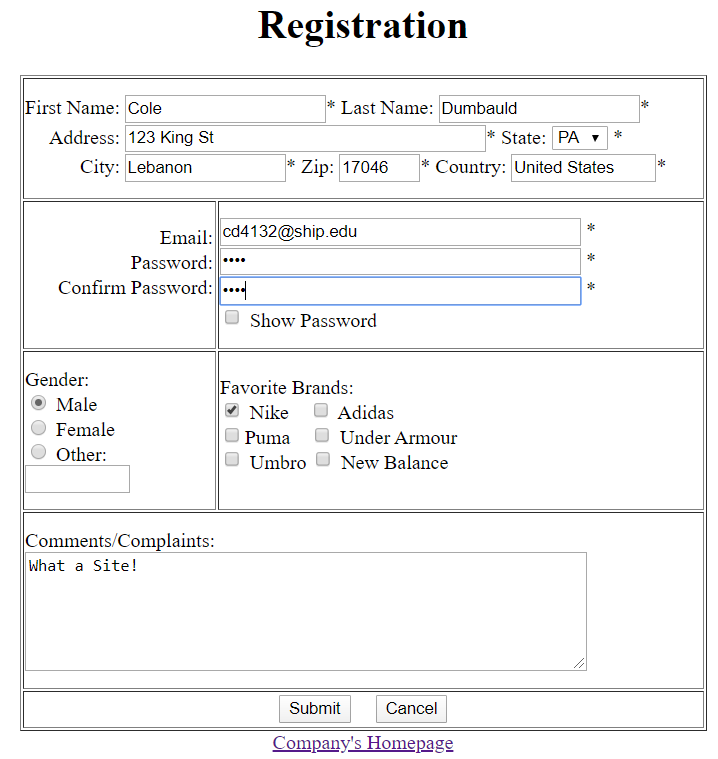 Registration
First Name: Cole * Last Name: Dumbauld *
Address: 123 King St * State: PA *
City: Lebanon * Zip: 17046 * Country: United States *
Email: cd4132@ship.edu *
Password: •••• *
Confirm Password: •••• *
Show Password
Gender:
Male
Female
Other:
Favorite Brands:
Nike Adidas
Puma Under Armour
Umbro New Balance
Comments/Complaints:
What a Site!
Submit Cancel
Company's Homepage